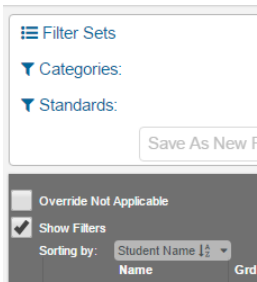 Filter Sets
Categories:
Standards:
Save As New
Override Not Applicable
Show Filters
Sorting by: Student Name
Name Grd